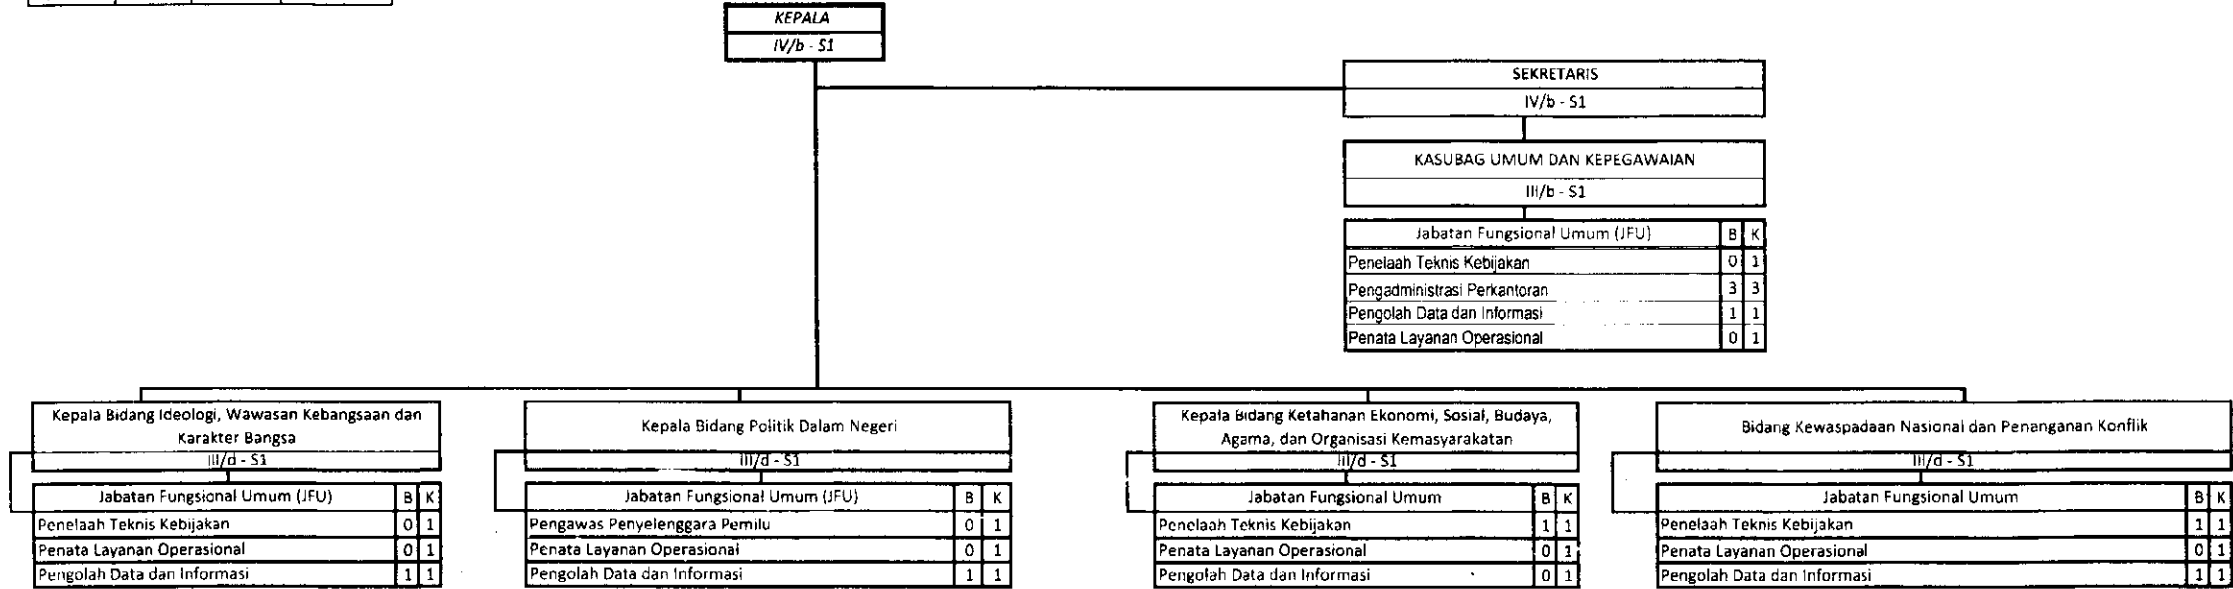 KEPALA
IV/b - S1
SEKRETARIS
IV/b - S1
KASUBAG UMUM DAN KEPEGAWAIAN
III/b - S1
Jabatan Fungsional Umum (JFU) B K
Penelaah Teknis Kebijakan 0 1
Pengadministrasi Perkantoran 3 3
Pengolah Data dan Informasi 1 1
Penata Layanan Operasional 0 1
Kepala Bidang Ideologi, Wawasan Kebangsaan dan
Karakter Bangsa
III/d - S1
Jabatan Fungsional Umum (JFU) B K
Penelaah Teknis Kebijakan 0 1
Penata Layanan Operasional 0 1
Pengolah Data dan Informasi 1 1
Kepala Bidang Politik Dalam Negeri
III/d - S1
Jabatan Fungsional Umum (JFU) B K
Pengawas Penyelenggara Pemilu 0 1
Penata Layanan Operasional 0 1
Pengolah Data dan Informasi 1 1
Kepala Bidang Ketahanan Ekonomi, Sosial, Budaya,
Agama, dan Organisasi Kemasyarakatan
III/d - S1
Jabatan Fungsional Umum B K
Penelaah Teknis Kebijakan 1 1
Penata Layanan Operasional 0 1
Pengolah Data dan Informasi 0 1
Bidang Kewaspadaan Nasional dan Penanganan Konflik
III/d - S1
Jabatan Fungsional Umum B K
Penelaah Teknis Kebijakan 1 1
Penata Layanan Operasional 0 1
Pengolah Data dan Informasi 1 1